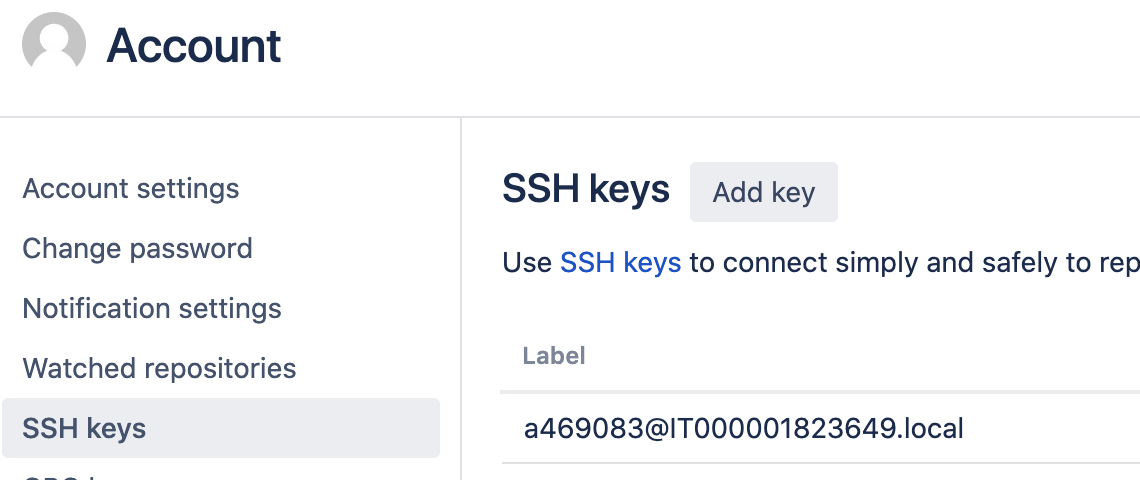 Account
Account settings
Change password
Notification settings
Watched repositories
SSH keys
SSH keys
Add key
Use SSH keys to connect simply and safely to rep
Label
a469083@IT000001823649.local